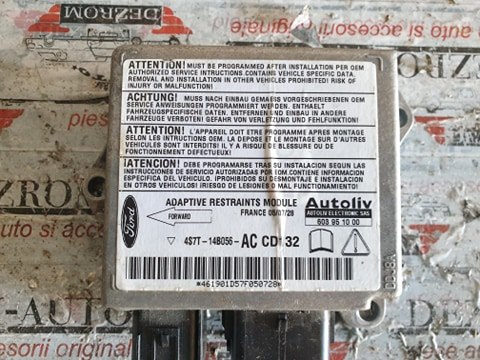 DEZROM
ATTENTION! MUST BE PROGRAMMED AFTER INSTALLATION PER OEM
AUTHORIZED SERVICE INTRUCTIONS.CONTAINS VEHICLE SPECIFIC DATA.
REMOVAL AND INSTALLATION IN OTHER VEHICLES PROHIBITED! RISK OF
INJURY OR MALFUNCTION!
ACHTUNG! MUSS NACH EINBAU GEMAESS VORGESCHRIEBENEN OEM
SERVICE ANWEISUNGEN PROGRAMMIERT WERDEN. ENTHAELT
FAHRZEUGSPECIFISCHE DATEN. ENTFERNEN UND EINBAU IN ANDERE
FAHRZEUGE VERBOTEN! GEFAHR VON VERLETZUNG UND FEHLFUNKTION!
ATTENTION! L'APPAREIL DOIT ETRE PROGRAMME APRES MONTAGE
SELON LES INSTRUCTIONS OEM. LA DEPOSE ET LE MONTAGE DANS D'AUTRES
VEHICULES SONT INTERDITS! IL Y A RISQUE DE BLESSURE OU DE
FONCTIONNEMENT DEFECTUEUX!
ATENCION! DEBE PROGRAMARSE TRAS SU INSTALACION SEGUN LAS
INSTRUCCIONES DE SERVICIO AUTORIZADAS POR OEM. CONTIENE INFORMACION
ESPECIFICA DEL VEHICULO. ¡PROHIBIDOS SU DESMONTAJE E INSTALACION
EN OTROS VEHICULOS! ¡RIESGO DE LESIONES O MAL FUNCIONAMIENTO!
ADAPTIVE RESTRAINTS MODULE
FRANCE 05/07/28
Autoliv
AUTOLIV ELECTRONIC SAS
603 95 10 00
Ford
FORWARD
4S7T-14B056-AC CD132
*461901D57F050728*
DEZROM